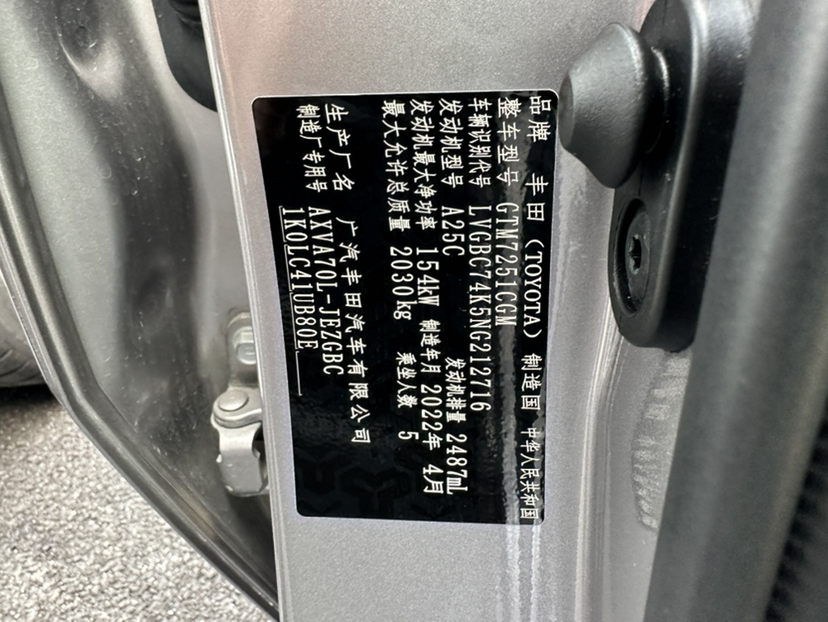 品牌 丰田（TOYOTA） 制造国 中华人民共和国
整车型号 GTM7251CGM
车辆识别代号 LVGBC74K5NG212716
发动机型号 A25C 发动机排量 2487mL
发动机最大净功率 154kW 制造年月 2022年 4月
最大允许总质量 2030kg 乘坐人数 5
生产厂名 广汽丰田汽车有限公司
制造厂专用号 AXVA70L-JEZGBC
1K0LC41UB80E